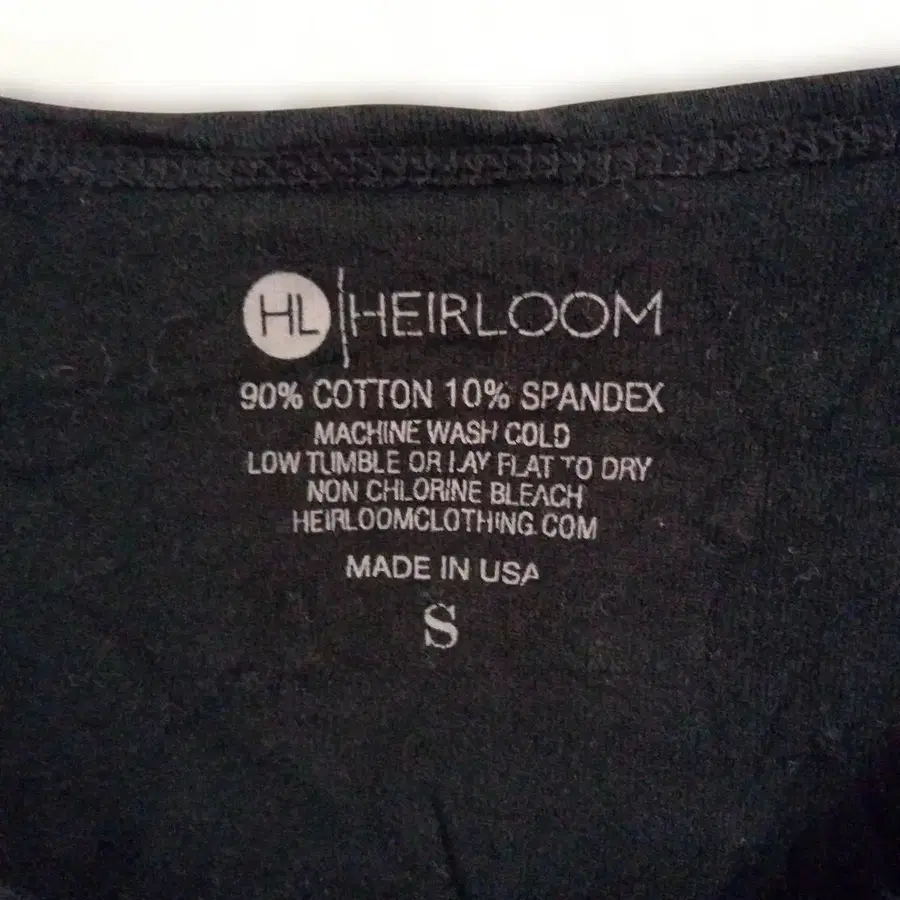 HL HEIRLOOM
90% COTTON 10% SPANDEX
MACHINE WASH COLD
LOW TUMBLE OR LAY FLAT TO DRY
NON CHLORINE BLEACH
HEIRLOOMCLOTHING.COM
MADE IN USA
S